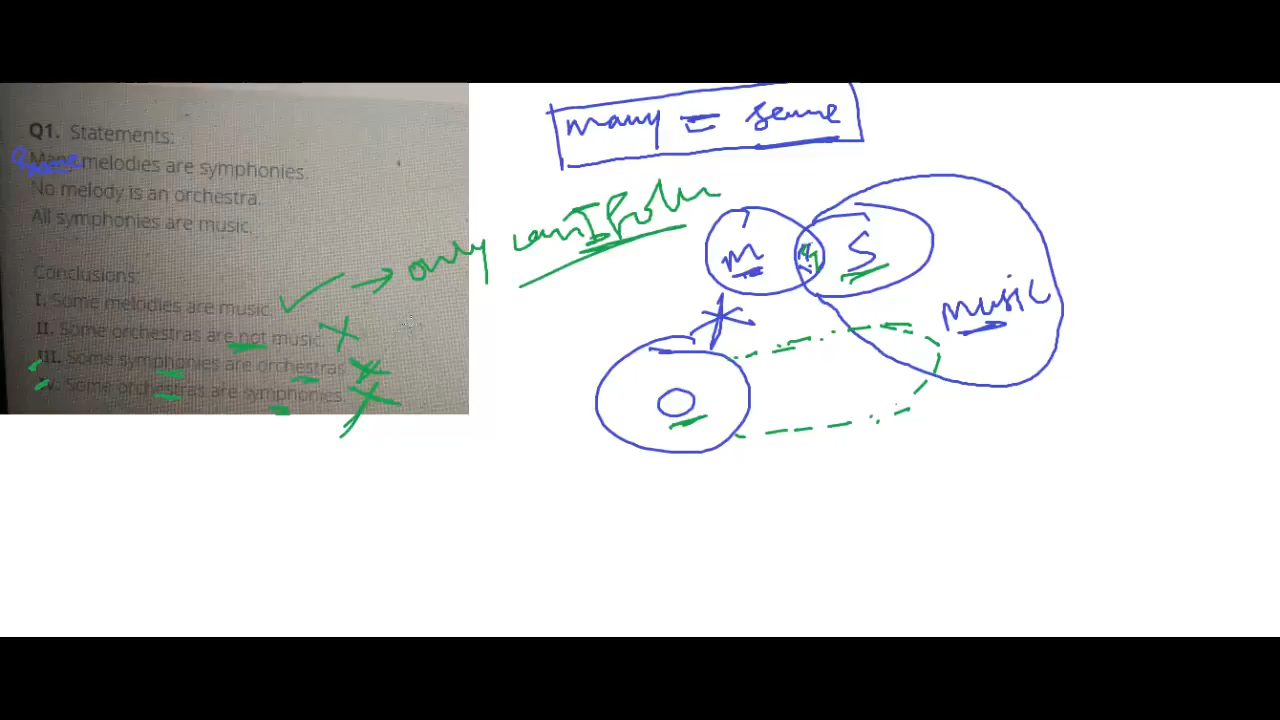 many = some
Q1. Statements:
Many melodies are symphonies.
No melody is an orchestra.
All symphonies are music.
Conclusions:
I. Some melodies are music.
II. Some orchestras are not music.
III. Some symphonies are orchestras
IV. Some orchestras are symphonies.
→ only I
m S
music
O